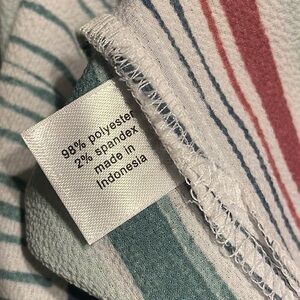 98% polyester
2% spandex
made in
Indonesia